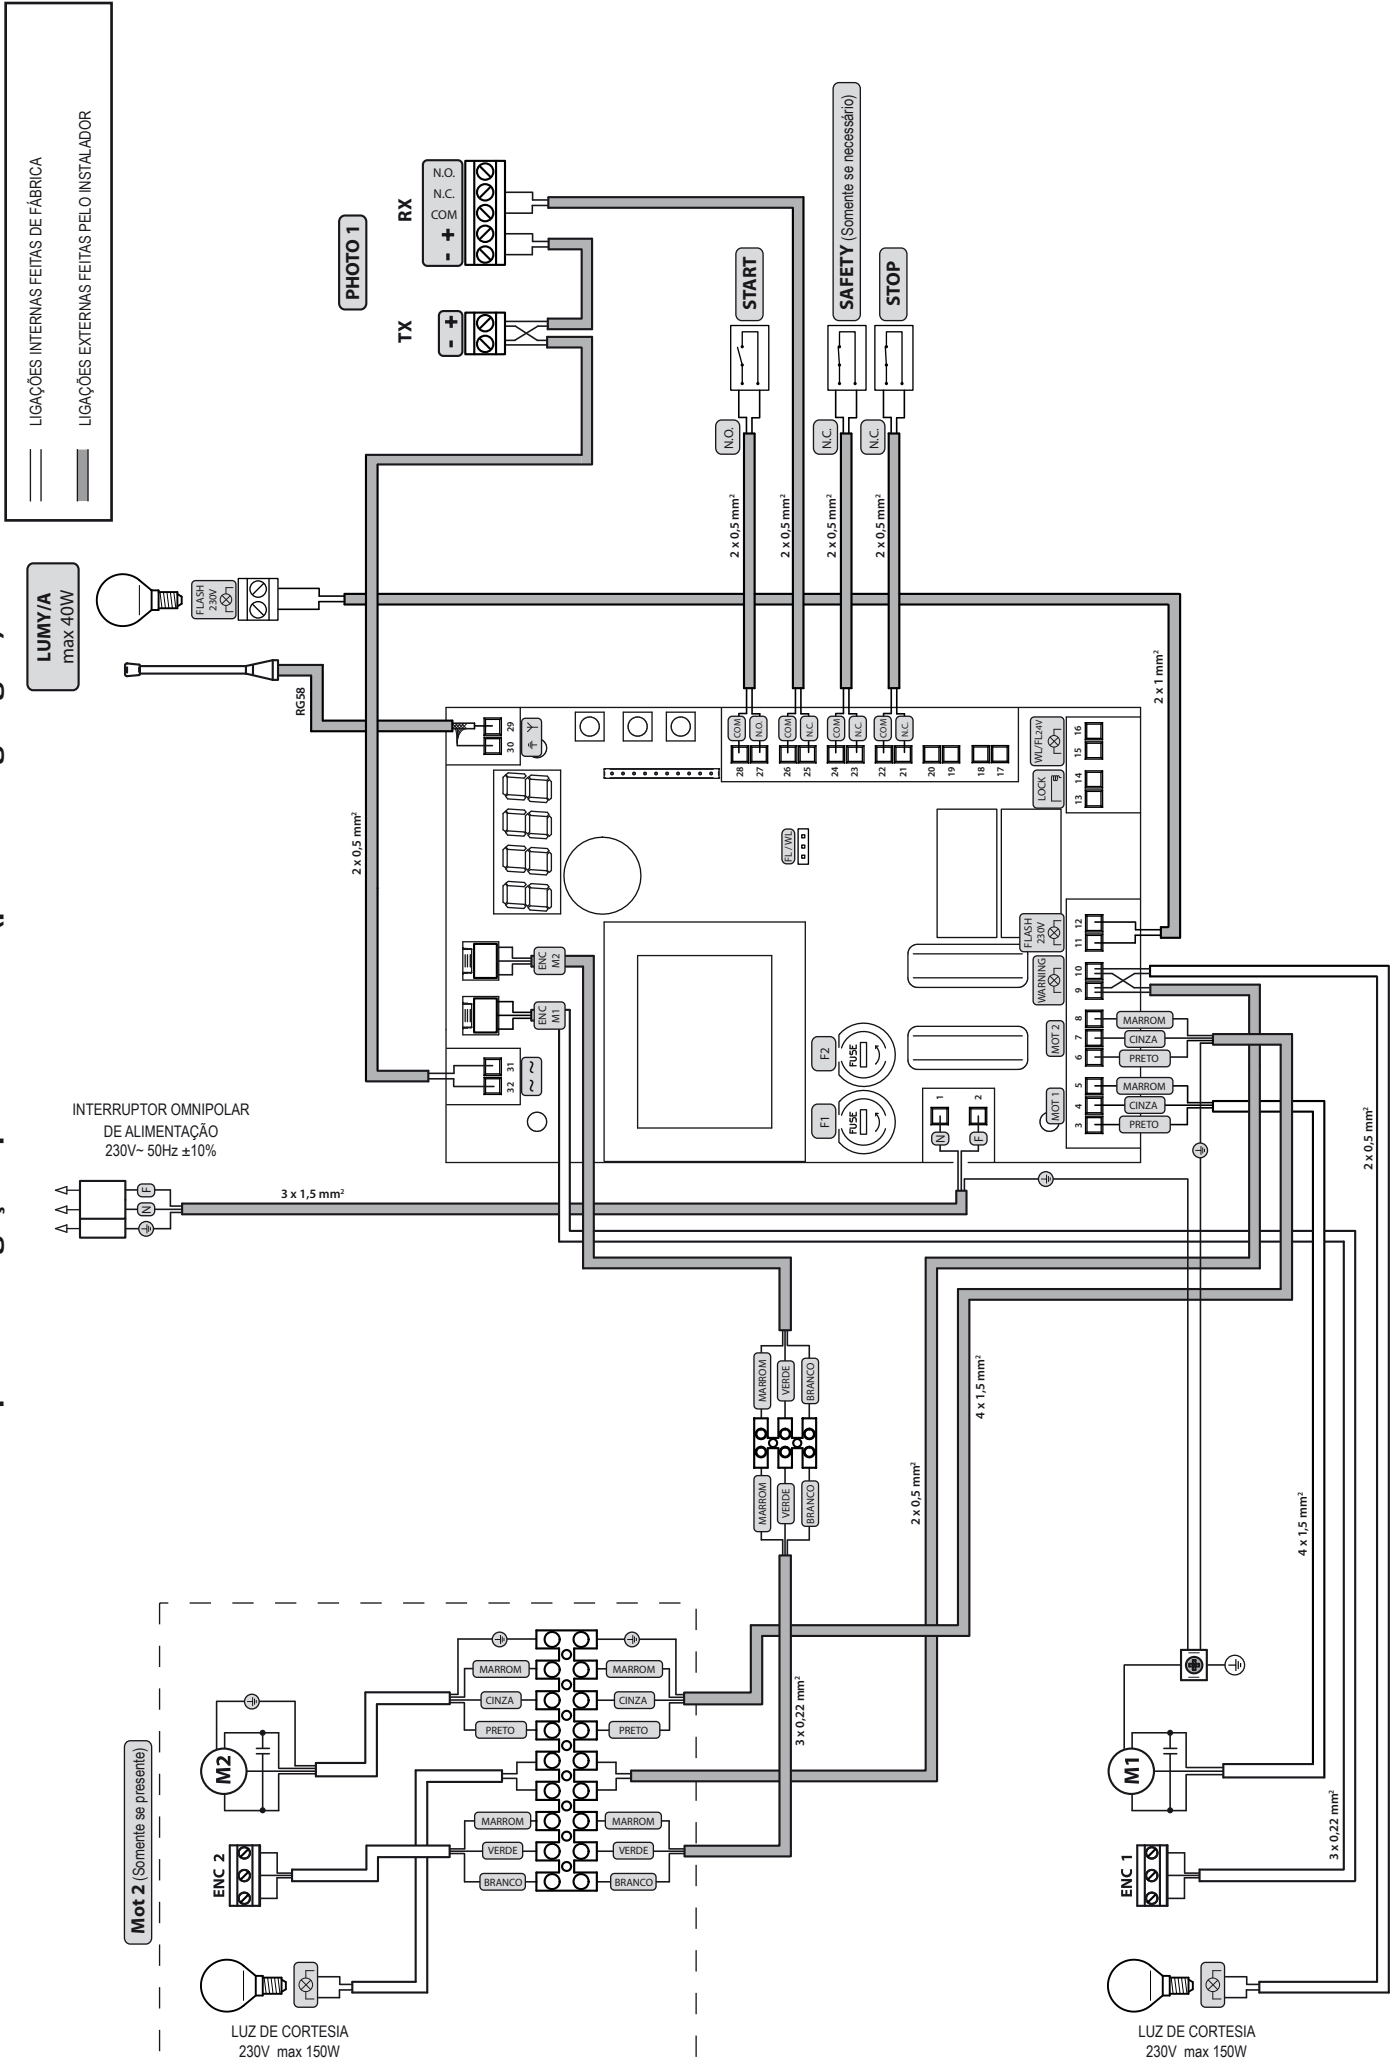 LIGAÇÕES INTERNAS FEITAS DE FÁBRICA
LIGAÇÕES EXTERNAS FEITAS PELO INSTALADOR
LUMY/A
max 40W
FLASH
230V
RG58
PHOTO 1
TX
- +
RX
- + COM N.C. N.O.
START
SAFETY (Somente se necessário)
STOP
N.O.
N.C.
N.C.
2 x 0,5 mm²
2 x 0,5 mm²
2 x 0,5 mm²
2 x 0,5 mm²
2 x 0,5 mm²
2 x 1 mm²
30 29
COM
N.O.
COM
N.C.
COM
N.C.
COM
N.C.
28
27
26
25
24
23
22
21
20
19
18
17
WL/FL24V
15 16
LOCK
13 14
FL / WL
FLASH
230V
11 12
WARNING
9 10
MOT 2
6 7 8
MARROM
CINZA
PRETO
MOT 1
3 4 5
MARROM
CINZA
PRETO
ENC
M2
ENC
M1
32 31
~ ~
F2
FUSE
F1
FUSE
1
2
N
F
INTERRUPTOR OMNIPOLAR
DE ALIMENTAÇÃO
230V~ 50Hz ±10%
F
N
3 x 1,5 mm²
MARROM
VERDE
BRANCO
MARROM
VERDE
BRANCO
4 x 1,5 mm²
2 x 0,5 mm²
2 x 0,5 mm²
4 x 1,5 mm²
3 x 0,22 mm²
3 x 0,22 mm²
Mot 2 (Somente se presente)
M2
ENC 2
MARROM
MARROM
CINZA
CINZA
PRETO
PRETO
MARROM
MARROM
VERDE
VERDE
BRANCO
BRANCO
LUZ DE CORTESIA
230V max 150W
M1
ENC 1
LUZ DE CORTESIA
230V max 150W